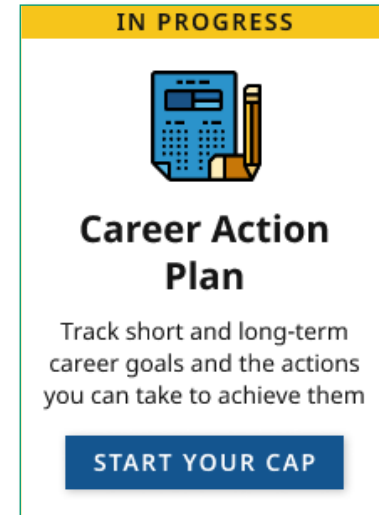 IN PROGRESS
Career Action
Plan
Track short and long-term
career goals and the actions
you can take to achieve them
START YOUR CAP